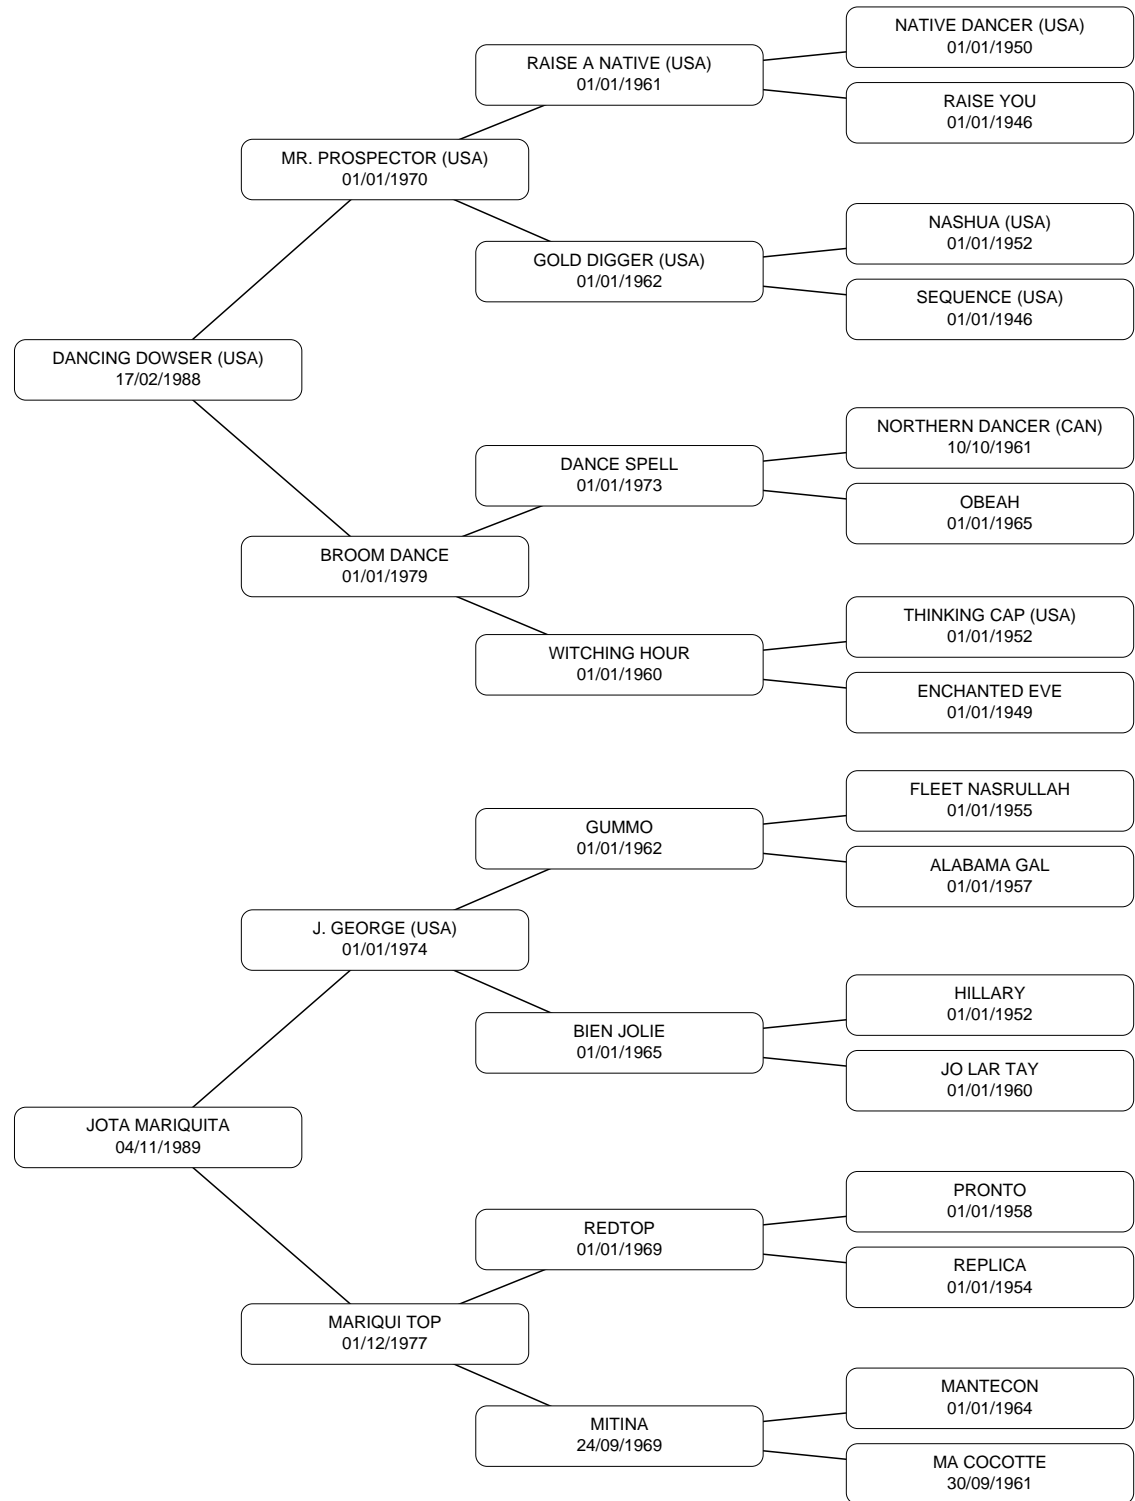 NATIVE DANCER (USA)
01/01/1950
RAISE A NATIVE (USA)
01/01/1961
RAISE YOU
01/01/1946
MR. PROSPECTOR (USA)
01/01/1970
NASHUA (USA)
01/01/1952
GOLD DIGGER (USA)
01/01/1962
SEQUENCE (USA)
01/01/1946
DANCING DOWSER (USA)
17/02/1988
NORTHERN DANCER (CAN)
10/10/1961
DANCE SPELL
01/01/1973
OBEAH
01/01/1965
BROOM DANCE
01/01/1979
THINKING CAP (USA)
01/01/1952
WITCHING HOUR
01/01/1960
ENCHANTED EVE
01/01/1949
FLEET NASRULLAH
01/01/1955
GUMMO
01/01/1962
ALABAMA GAL
01/01/1957
J. GEORGE (USA)
01/01/1974
HILLARY
01/01/1952
BIEN JOLIE
01/01/1965
JO LAR TAY
01/01/1960
JOTA MARIQUITA
04/11/1989
PRONTO
01/01/1958
REDTOP
01/01/1969
REPLICA
01/01/1954
MARIQUI TOP
01/12/1977
MANTECON
01/01/1964
MITINA
24/09/1969
MA COCOTTE
30/09/1961